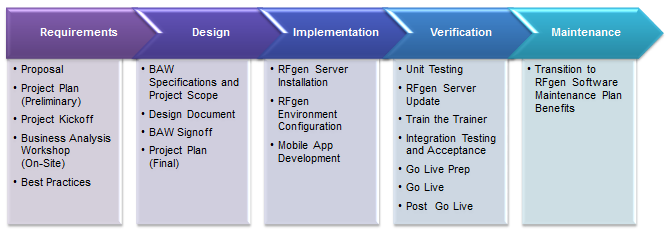 Requirements
• Proposal
• Project Plan
(Preliminary)
• Project Kickoff
• Business Analysis
Workshop
(On-Site)
• Best Practices
Design
• BAW
Specifications and
Project Scope
• Design Document
• BAW Signoff
• Project Plan
(Final)
Implementation
• RFgen Server
Installation
• RFgen
Environment
Configuration
• Mobile App
Development
Verification
• Unit Testing
• RFgen Server
Update
• Train the Trainer
• Integration Testing
and Acceptance
• Go Live Prep
• Go Live
• Post Go Live
Maintenance
• Transition to
RFgen Software
Maintenance Plan
Benefits